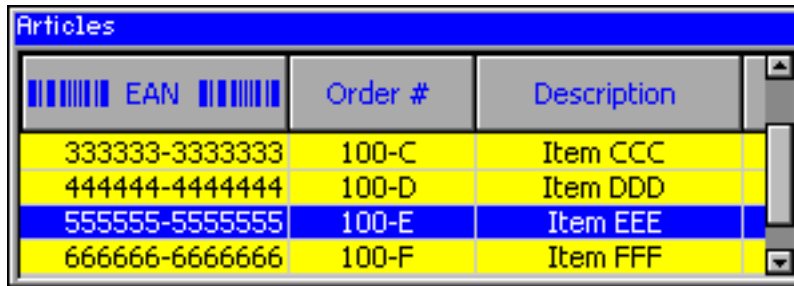 Articles
EAN Order # Description
333333-3333333 100-C Item CCC
444444-4444444 100-D Item DDD
555555-5555555 100-E Item EEE
666666-6666666 100-F Item FFF